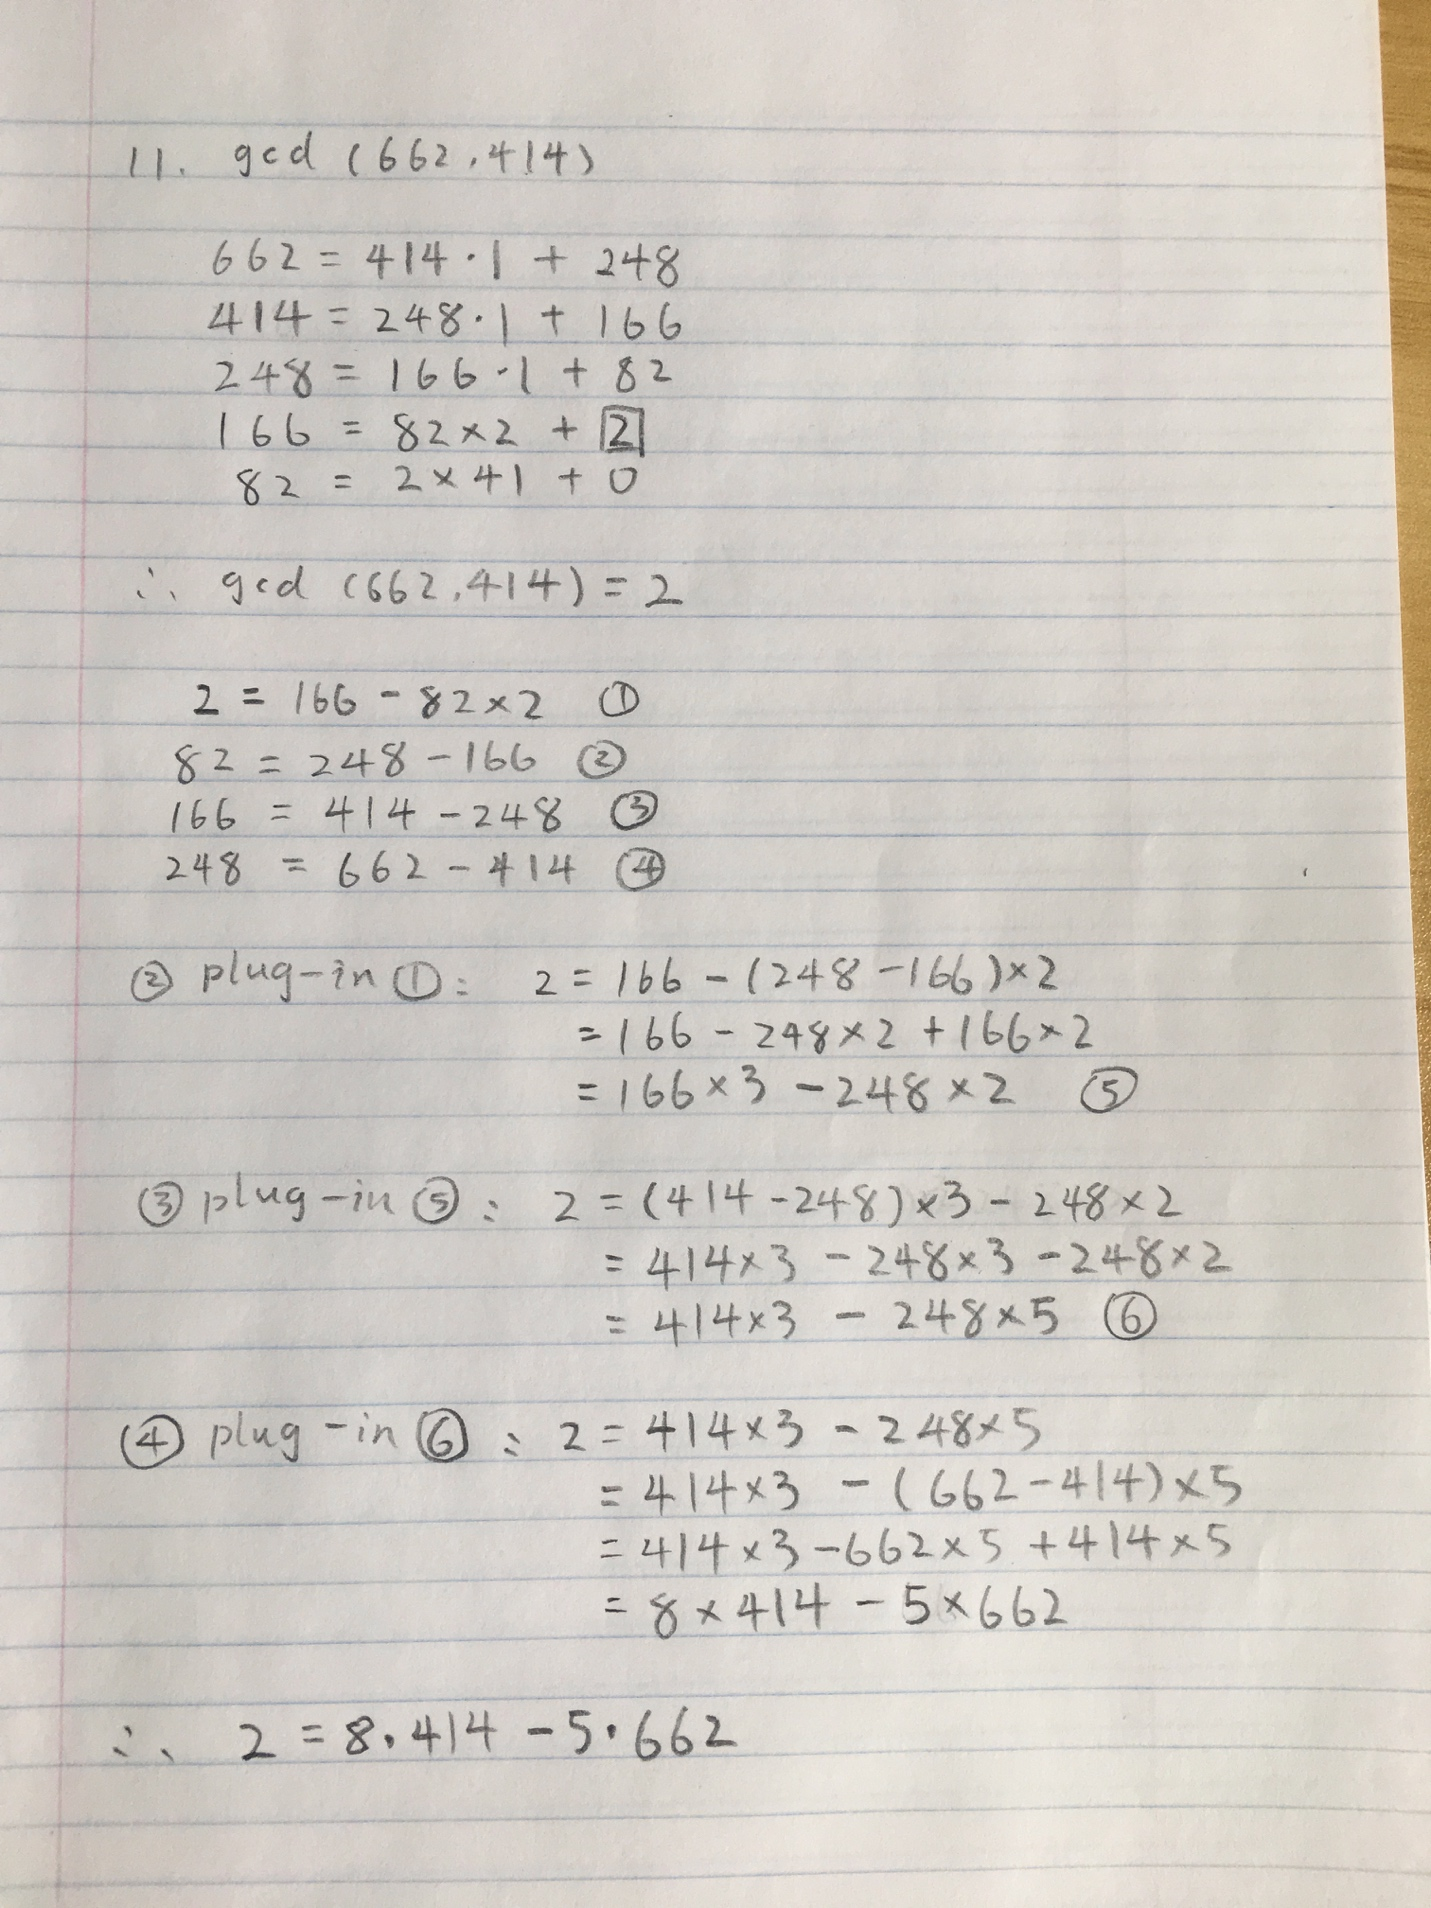 11. gcd (662,414)
662 = 414·1 + 248
414 = 248·1 + 166
248 = 166·1 + 82
166 = 82×2 + 2
82 = 2×41 + 0
∴ gcd (662,414) = 2
2 = 166 - 82×2 ①
82 = 248 - 166 ②
166 = 414 - 248 ③
248 = 662 - 414 ④
② plug-in ①: 2 = 166 - (248 - 166)×2
= 166 - 248×2 + 166×2
= 166×3 - 248×2 ⑤
③ plug-in ⑤: 2 = (414 - 248)×3 - 248×2
= 414×3 - 248×3 - 248×2
= 414×3 - 248×5 ⑥
④ plug-in ⑥: 2 = 414×3 - 248×5
= 414×3 - (662 - 414)×5
= 414×3 - 662×5 + 414×5
= 8×414 - 5×662
∴ 2 = 8·414 - 5·662